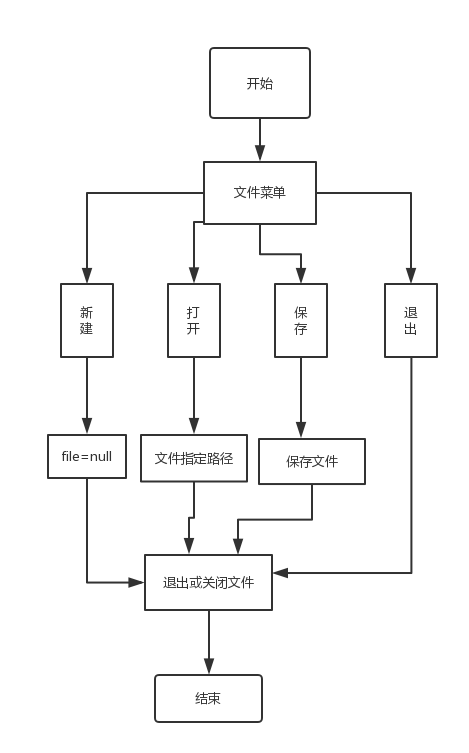 开始
文件菜单
新
建
打
开
保
存
退
出
file=null
文件指定路径
保存文件
退出或关闭文件
结束